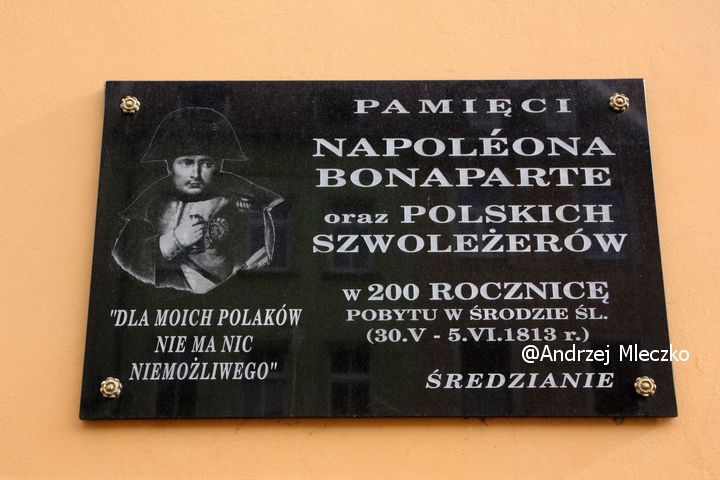 PAMIĘCI
NAPOLÉONA
BONAPARTE
oraz POLSKICH
SZWOLEŻERÓW
w 200 ROCZNICĘ
POBYTU W ŚRODZIE ŚL.
(30.V - 5.VI.1813 r.)
ŚREDZIANIE
"DLA MOICH POLAKÓW
NIE MA NIC
NIEMOŻLIWEGO"
@Andrzej Mleczko